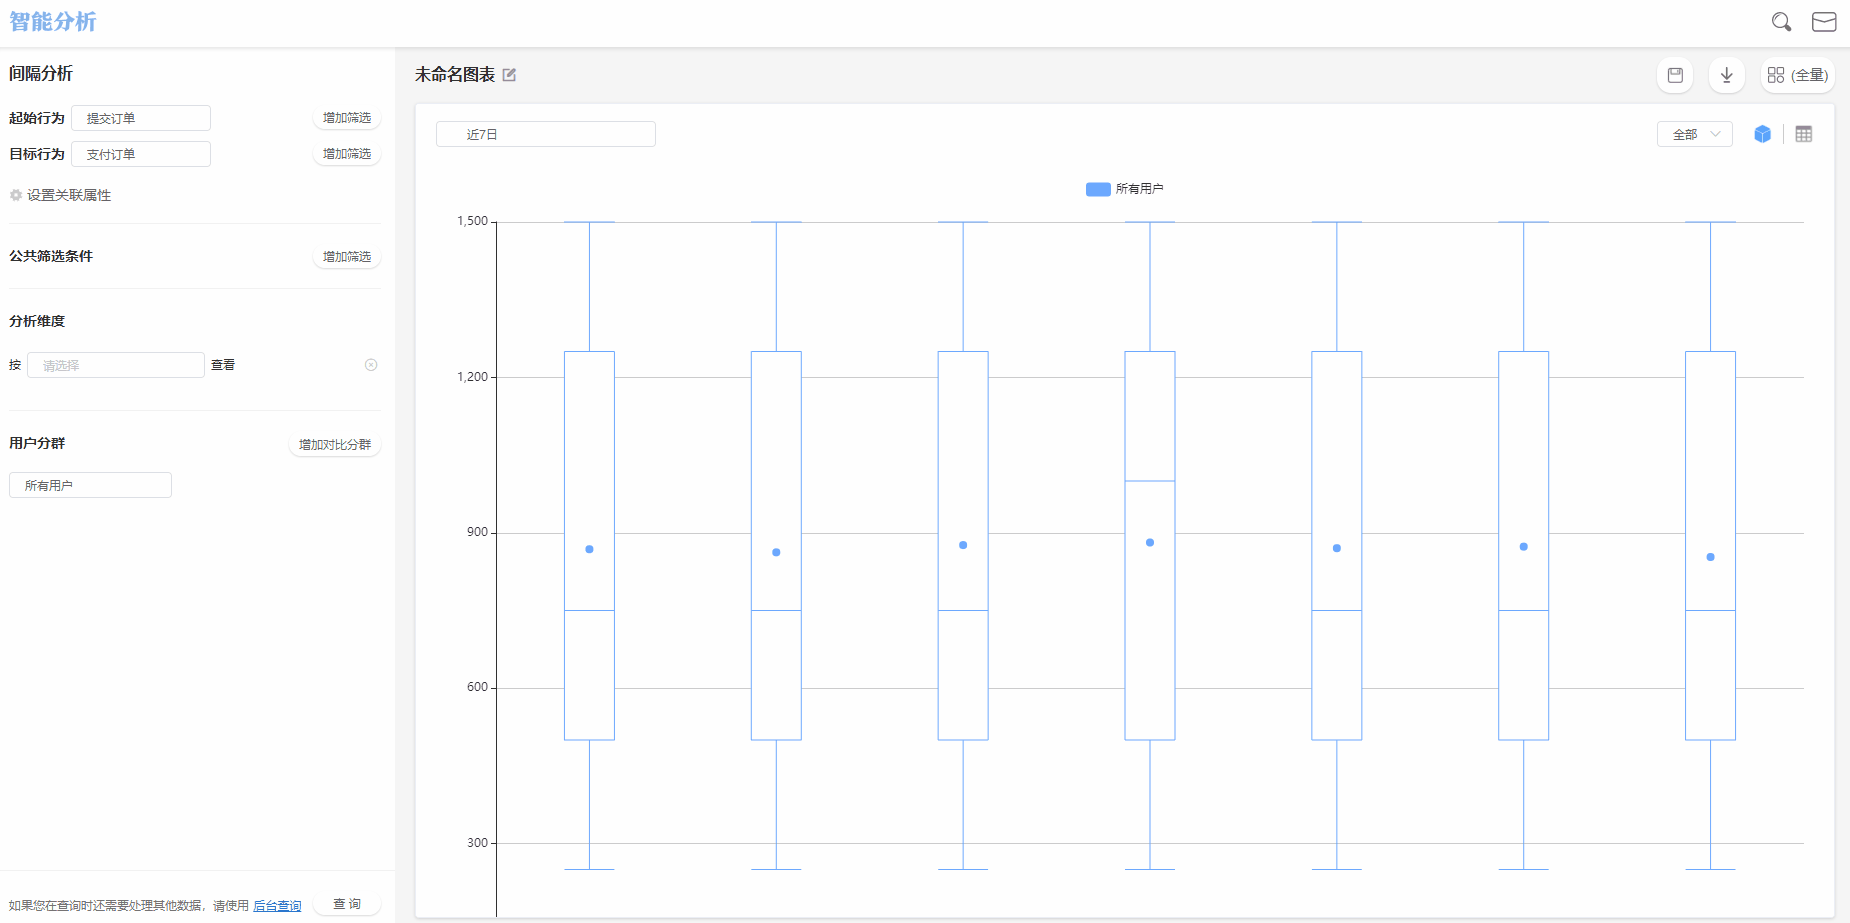 智能分析
间隔分析
起始行为 提交订单 增加筛选
目标行为 支付订单 增加筛选
设置关联属性
公共筛选条件 增加筛选
分析维度
按 请选择 查看
用户分群 增加对比分群
所有用户
如果您在查询时还需要处理其他数据，请使用 后台查询 查 询
未命名图表 (全量)
近7日 全部
所有用户
1,500
1,200
900
600
300